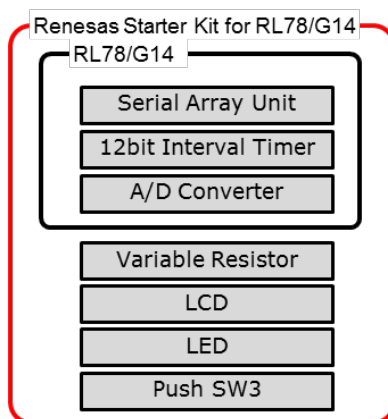 Renesas Starter Kit for RL78/G14
RL78/G14
Serial Array Unit
12bit Interval Timer
A/D Converter
Variable Resistor
LCD
LED
Push SW3